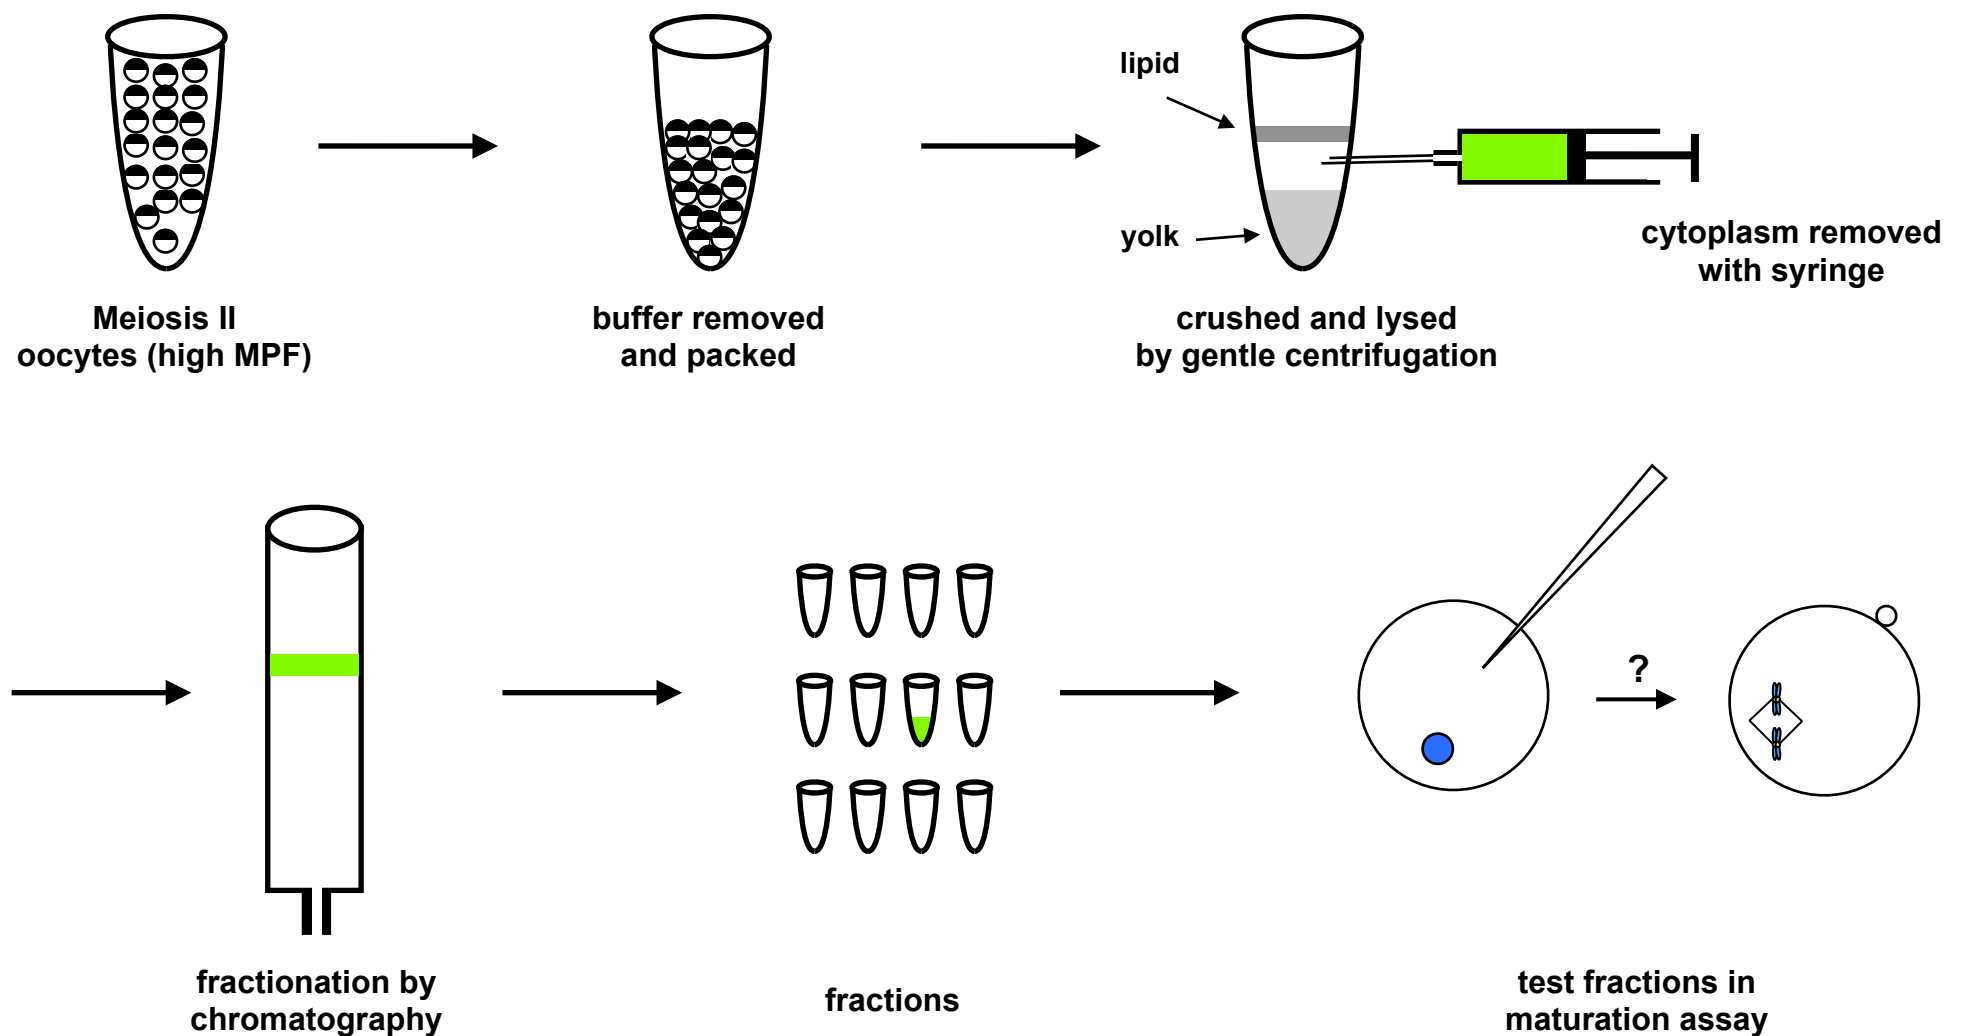 lipid
yolk
cytoplasm removed
with syringe
Meiosis II
oocytes (high MPF)
buffer removed
and packed
crushed and lysed
by gentle centrifugation
?
fractionation by
chromatography
fractions
test fractions in
maturation assay